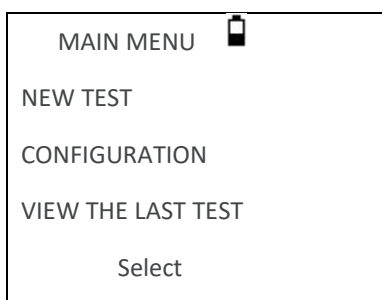 MAIN MENU
NEW TEST
CONFIGURATION
VIEW THE LAST TEST
Select